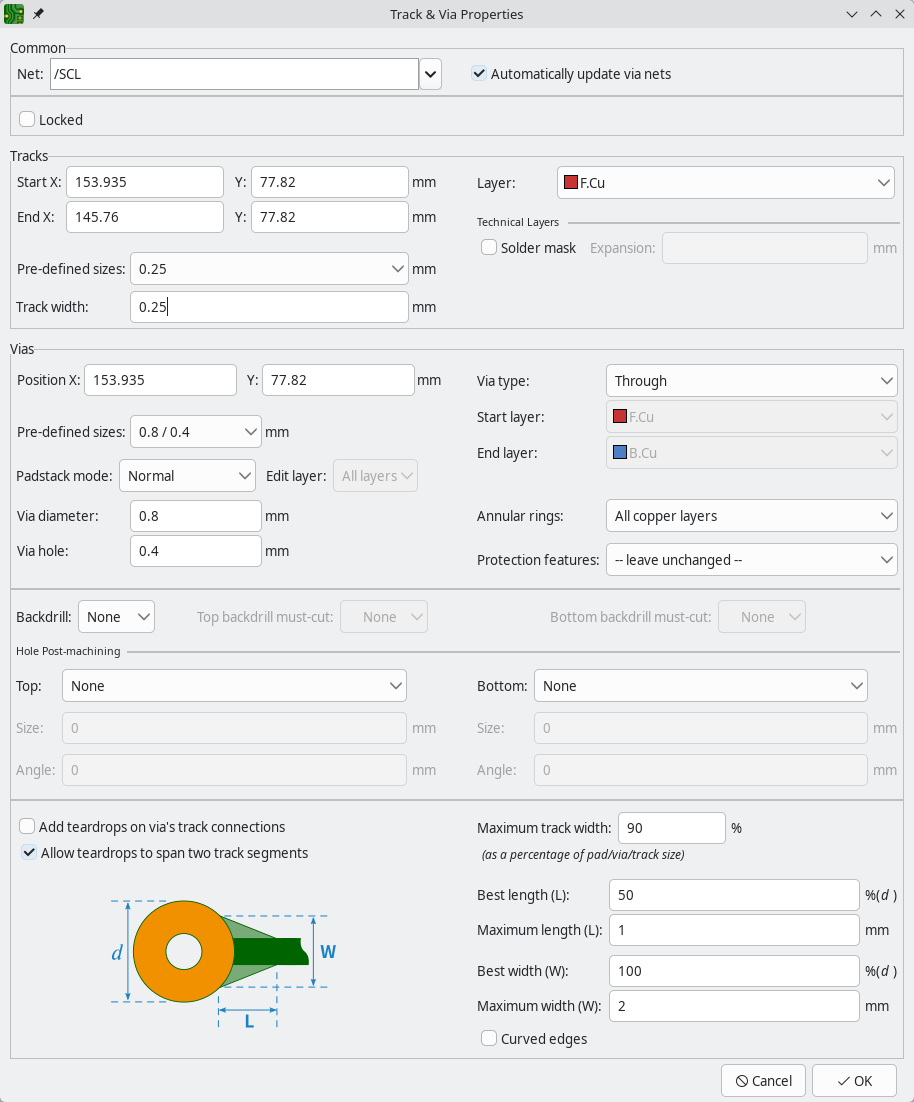 Track & Via Properties
Common
Net: /SCL Automatically update via nets
Locked
Tracks
Start X: 153.935 Y: 77.82 mm Layer: F.Cu
End X: 145.76 Y: 77.82 mm
Technical Layers
Solder mask Expansion: mm
Pre-defined sizes: 0.25 mm
Track width: 0.25 mm
Vias
Position X: 153.935 Y: 77.82 mm Via type: Through
Start layer: F.Cu
Pre-defined sizes: 0.8 / 0.4 mm
End layer: B.Cu
Padstack mode: Normal Edit layer: All layers
Via diameter: 0.8 mm Annular rings: All copper layers
Via hole: 0.4 mm
Protection features: -- leave unchanged --
Backdrill: None Top backdrill must-cut: None Bottom backdrill must-cut: None
Hole Post-machining
Top: None Bottom: None
Size: 0 mm Size: 0 mm
Angle: 0 mm Angle: 0 mm
Add teardrops on via's track connections Maximum track width: 90 %
Allow teardrops to span two track segments (as a percentage of pad/via/track size)
Best length (L): 50 %(d )
Maximum length (L): 1 mm
d W
Best width (W): 100 %(d )
Maximum width (W): 2 mm
L
Curved edges
Cancel OK